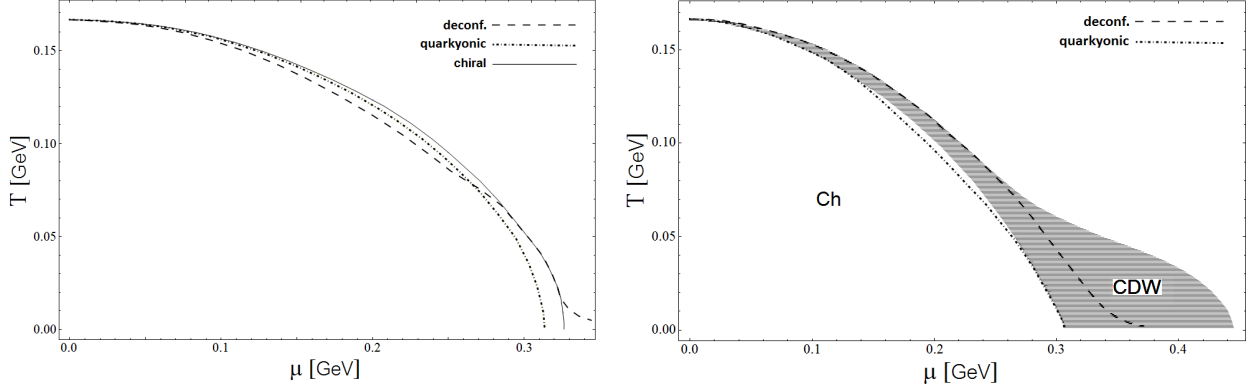 deconf.
quarkyonic
chiral
0.15
0.10
0.05
0.00
T [GeV]
0.0
0.1
0.2
0.3
μ [GeV]
deconf.
quarkyonic
0.15
0.10
0.05
0.00
T [GeV]
Ch
CDW
0.0
0.1
0.2
0.3
0.4
μ [GeV]